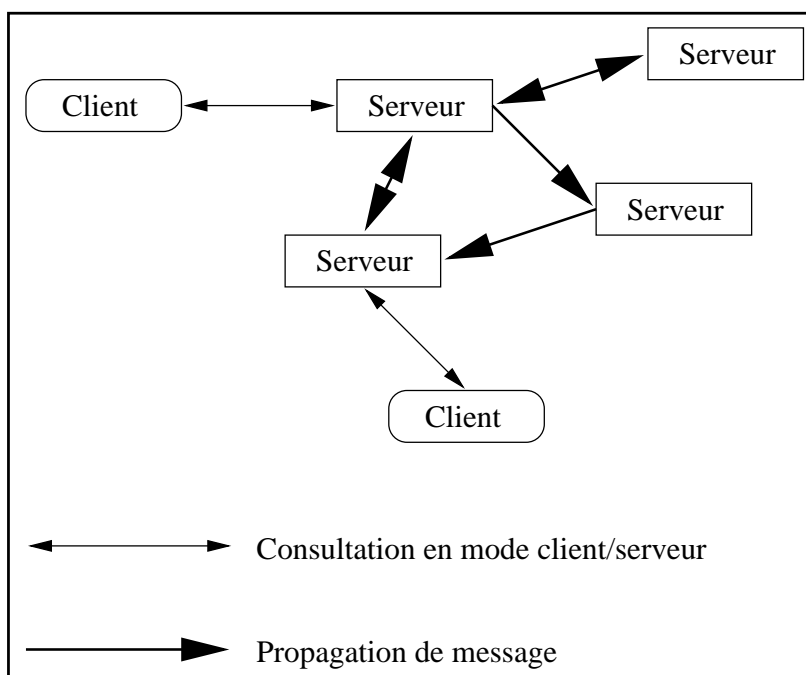 Serveur
Client
Serveur
Serveur
Serveur
Client
Consultation en mode client/serveur
Propagation de message